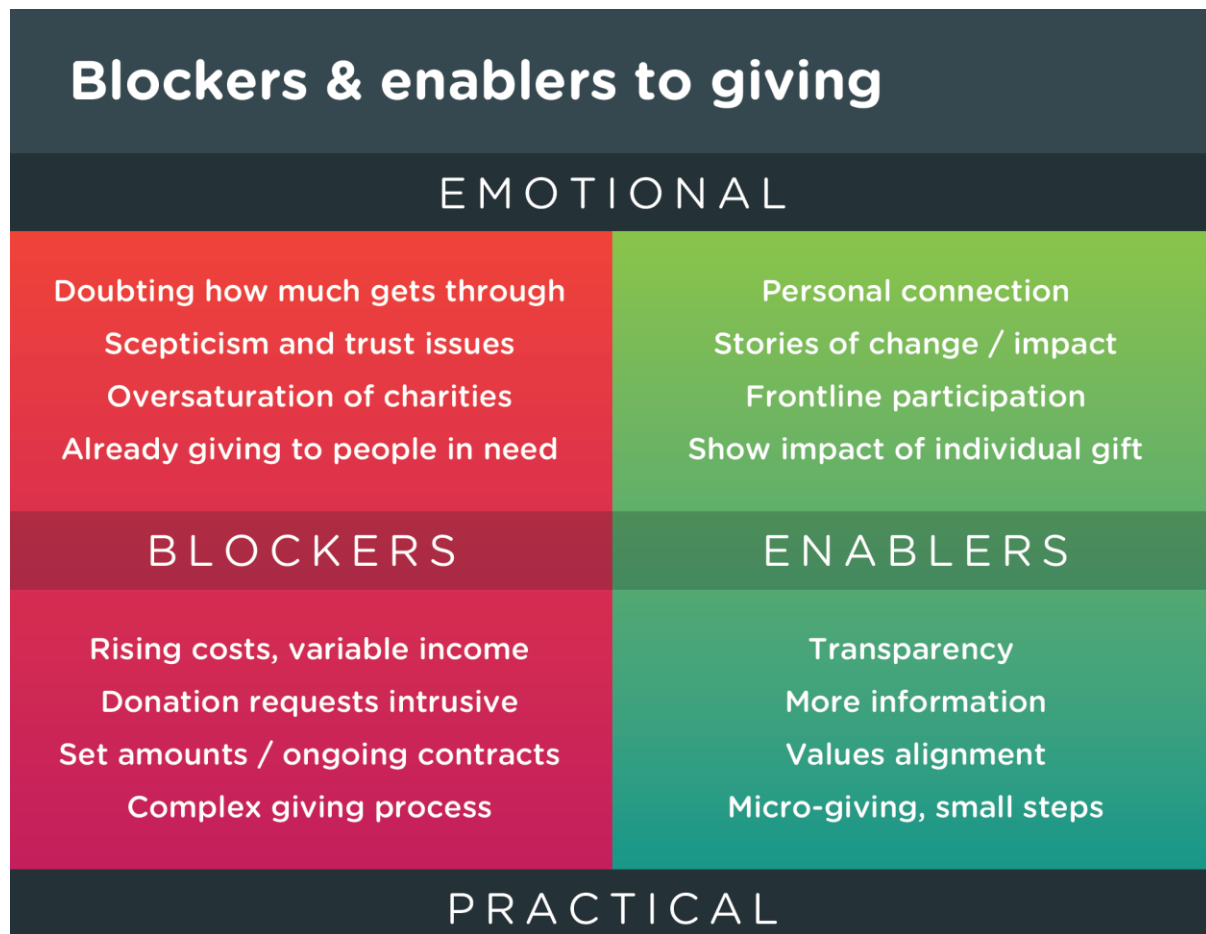 Blockers & enablers to giving
EMOTIONAL
Doubting how much gets through
Scepticism and trust issues
Oversaturation of charities
Already giving to people in need
Personal connection
Stories of change / impact
Frontline participation
Show impact of individual gift
BLOCKERS
ENABLERS
Rising costs, variable income
Donation requests intrusive
Set amounts / ongoing contracts
Complex giving process
Transparency
More information
Values alignment
Micro-giving, small steps
PRACTICAL